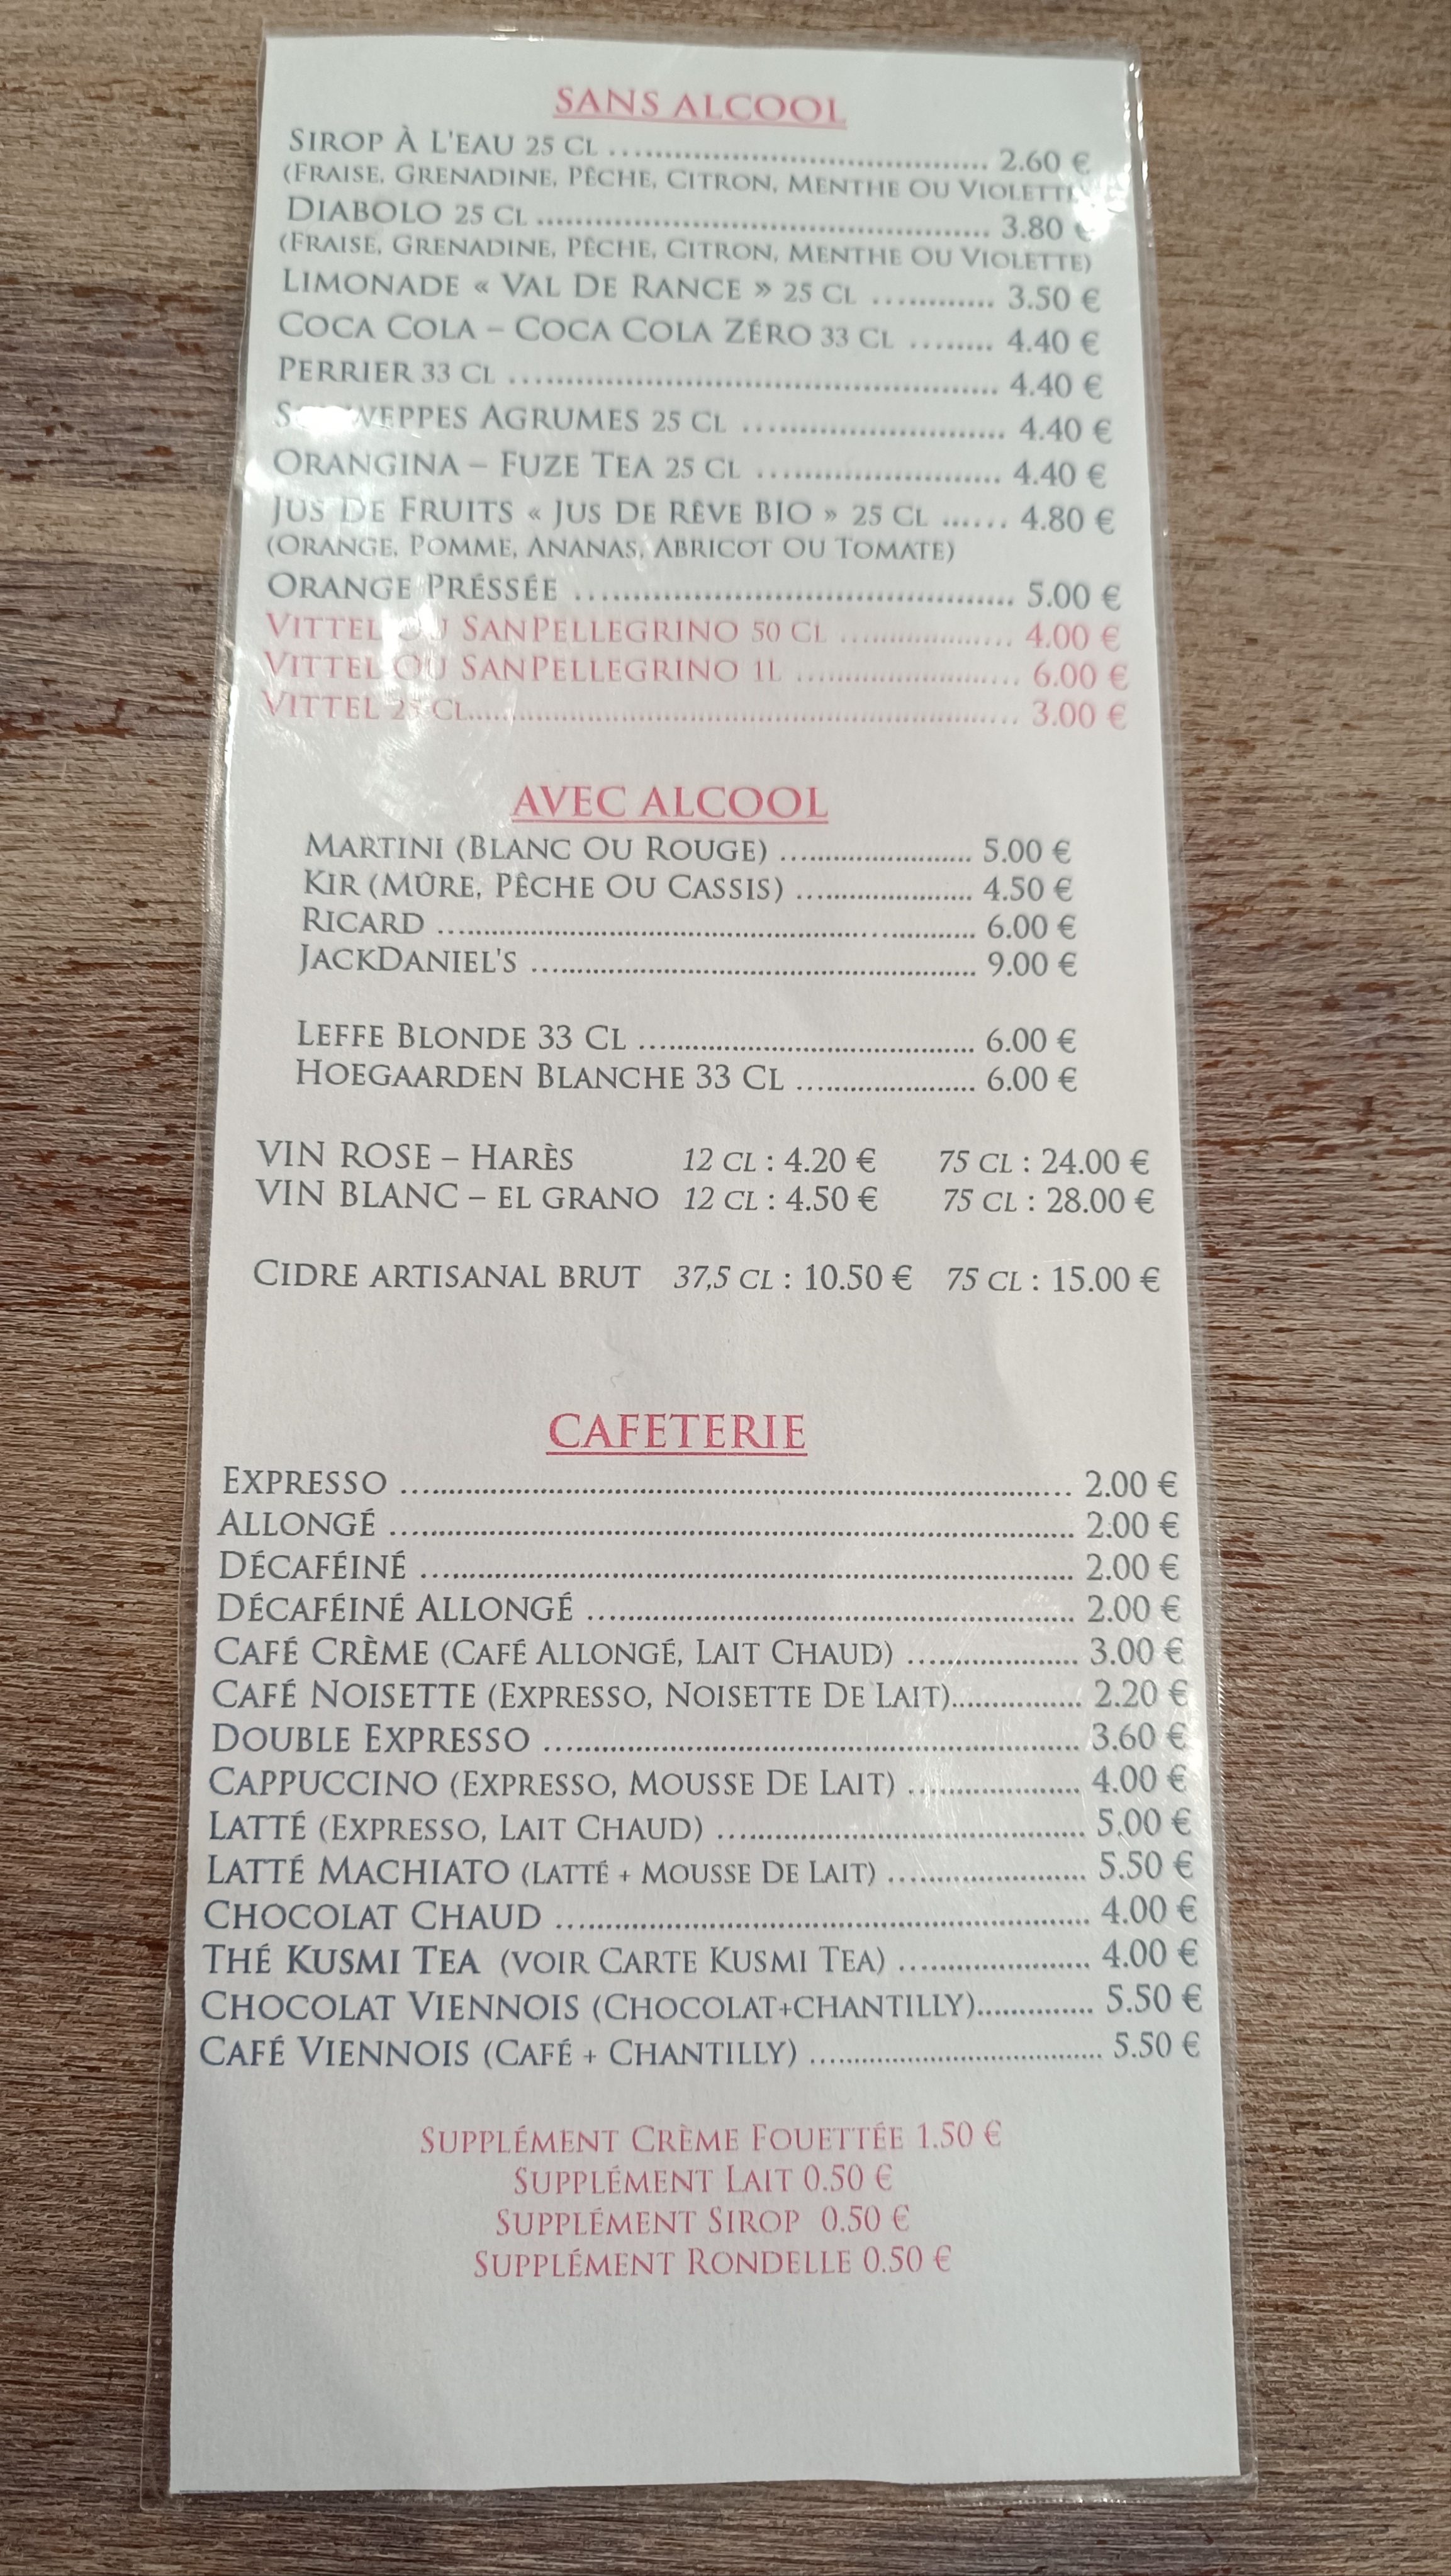 SANS ALCOOL
SIROP À L'EAU 25 CL ........................................ 2.60 €
(FRAISE, GRENADINE, PÊCHE, CITRON, MENTHE OU
DIABOLO 25 CL ................................................ 3.80
(FRAISE, GRENADINE, PÊCHE, CITRON, MENTHE OU VIOLETTE)
LIMONADE « VAL DE RANCE » 25 CL ............ 3.50 €
COCA COLA – COCA COLA ZÉRO 33 CL ........ 4.40 €
PERRIER 33 CL .................................................... 4.40 €
AGRUMES 25 CL ........................... 4.40 €
ORANGINA – FUZE TEA 25 CL ......................... 4.40 €
JUS DE FRUITS « JUS DE RÊVE BIO » 25 CL ...... 4.80 €
(ORANGE, POMME, ANANAS, ABRICOT OU TOMATE)
ORANGE PRÉSSÉE ............................................... 5.00 €
VITTEL OU SANPELLEGRINO 50 CL .................. 4.00 €
VITTEL OU SANPELLEGRINO 1L ........................ 6.00 €
VITTEL CL............................................................ 3.00 €
AVEC ALCOOL
MARTINI (BLANC OU ROUGE) ........................ 5.00 €
KIR (MÛRE, PÊCHE OU CASSIS) ...................... 4.50 €
RICARD ................................................................ 6.00 €
JACKDANIEL'S ..................................................... 9.00 €
LEFFE BLONDE 33 CL .......................................... 6.00 €
HOEGAARDEN BLANCHE 33 CL ...................... 6.00 €
VIN ROSE – HARÈS 12 CL : 4.20 € 75 CL : 24.00 €
VIN BLANC – EL GRANO 12 CL : 4.50 € 75 CL : 28.00 €
CIDRE ARTISANAL BRUT 37,5 CL : 10.50 € 75 CL : 15.00 €
CAFETERIE
EXPRESSO ................................................................ 2.00 €
ALLONGÉ ................................................................ 2.00 €
DÉCAFÉINÉ ............................................................. 2.00 €
DÉCAFÉINÉ ALLONGÉ ............................................ 2.00 €
CAFÉ CRÈME (CAFÉ ALLONGÉ, LAIT CHAUD) ................... 3.00 €
CAFÉ NOISETTE (EXPRESSO, NOISETTE DE LAIT)................ 2.20 €
DOUBLE EXPRESSO ................................................ 3.60 €
CAPPUCCINO (EXPRESSO, MOUSSE DE LAIT) ................... 4.00 €
LATTÉ (EXPRESSO, LAIT CHAUD) ..................................... 5.00 €
LATTÉ MACHIATO (LATTÉ + MOUSSE DE LAIT) ..................... 5.50 €
CHOCOLAT CHAUD ................................................ 4.00 €
THÉ KUSMI TEA (VOIR CARTE KUSMI TEA) ..................... 4.00 €
CHOCOLAT VIENNOIS (CHOCOLAT+CHANTILLY).............. 5.50 €
CAFÉ VIENNOIS (CAFÉ + CHANTILLY) ................................ 5.50 €
SUPPLÉMENT CRÈME FOUETTÉE 1.50 €
SUPPLÉMENT LAIT 0.50 €
SUPPLÉMENT SIROP 0.50 €
SUPPLÉMENT RONDELLE 0.50 €